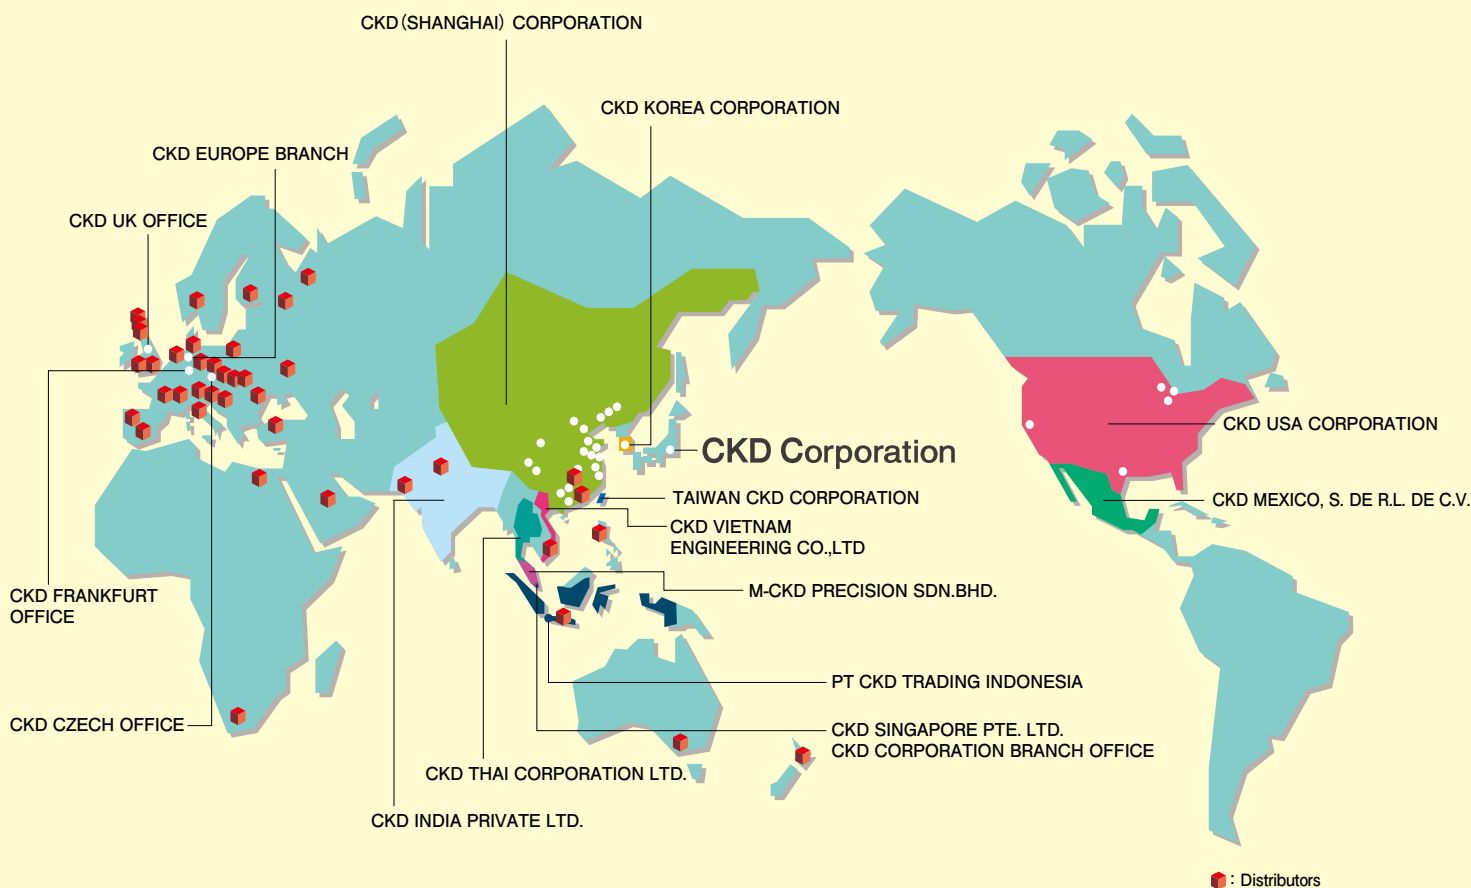 CKD(SHANGHAI) CORPORATION
CKD KOREA CORPORATION
CKD EUROPE BRANCH
CKD UK OFFICE
CKD USA CORPORATION
CKD Corporation
TAIWAN CKD CORPORATION
CKD MEXICO, S. DE R.L. DE C.V.
CKD VIETNAM
ENGINEERING CO.,LTD
M-CKD PRECISION SDN.BHD.
CKD FRANKFURT
OFFICE
PT CKD TRADING INDONESIA
CKD CZECH OFFICE
CKD SINGAPORE PTE. LTD.
CKD CORPORATION BRANCH OFFICE
CKD THAI CORPORATION LTD.
CKD INDIA PRIVATE LTD.
: Distributors